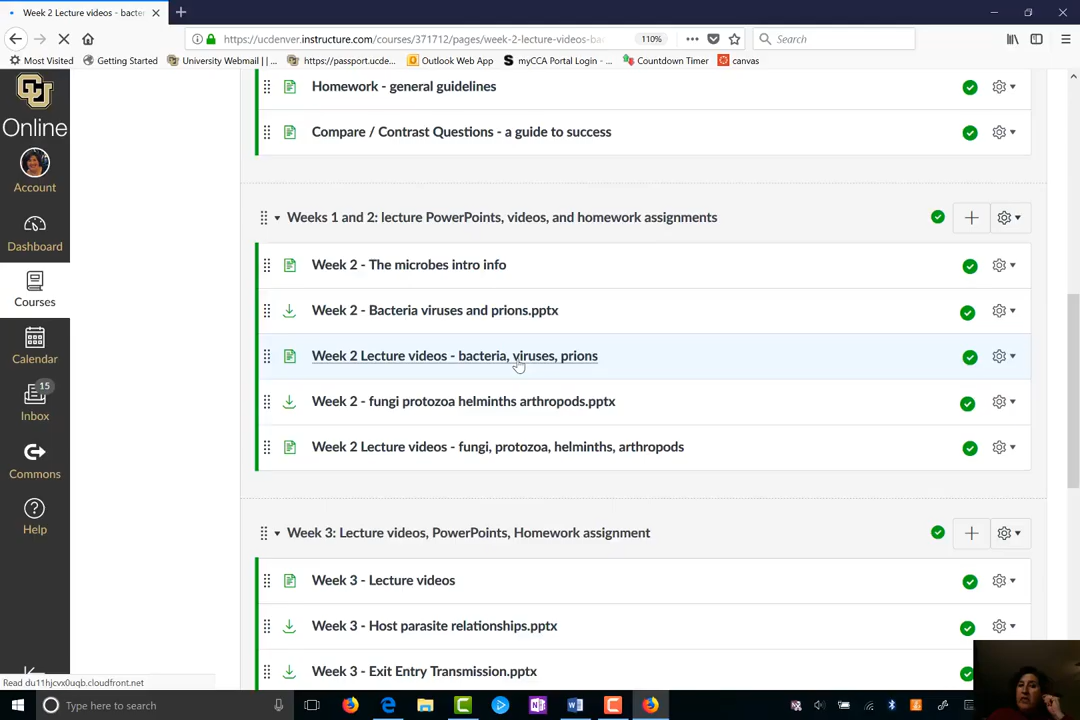 Week 2 Lecture videos - bacter
https://ucdenver.instructure.com/courses/371712/pages/week-2-lecture-videos-ba
110%
Search
Most Visited
Getting Started
University Webmail | ...
https://passport.ucde...
Outlook Web App
myCCA Portal Login - ...
Countdown Timer
canvas
Online
Account
Dashboard
Courses
Calendar
15
Inbox
Commons
Help
Homework - general guidelines
Compare / Contrast Questions - a guide to success
Weeks 1 and 2: lecture PowerPoints, videos, and homework assignments
Week 2 - The microbes intro info
Week 2 - Bacteria viruses and prions.pptx
Week 2 Lecture videos - bacteria, viruses, prions
Week 2 - fungi protozoa helminths arthropods.pptx
Week 2 Lecture videos - fungi, protozoa, helminths, arthropods
Week 3: Lecture videos, PowerPoints, Homework assignment
Week 3 - Lecture videos
Week 3 - Host parasite relationships.pptx
Week 3 - Exit Entry Transmission.pptx
Read du11hjcvx0uqb.cloudfront.net
Type here to search